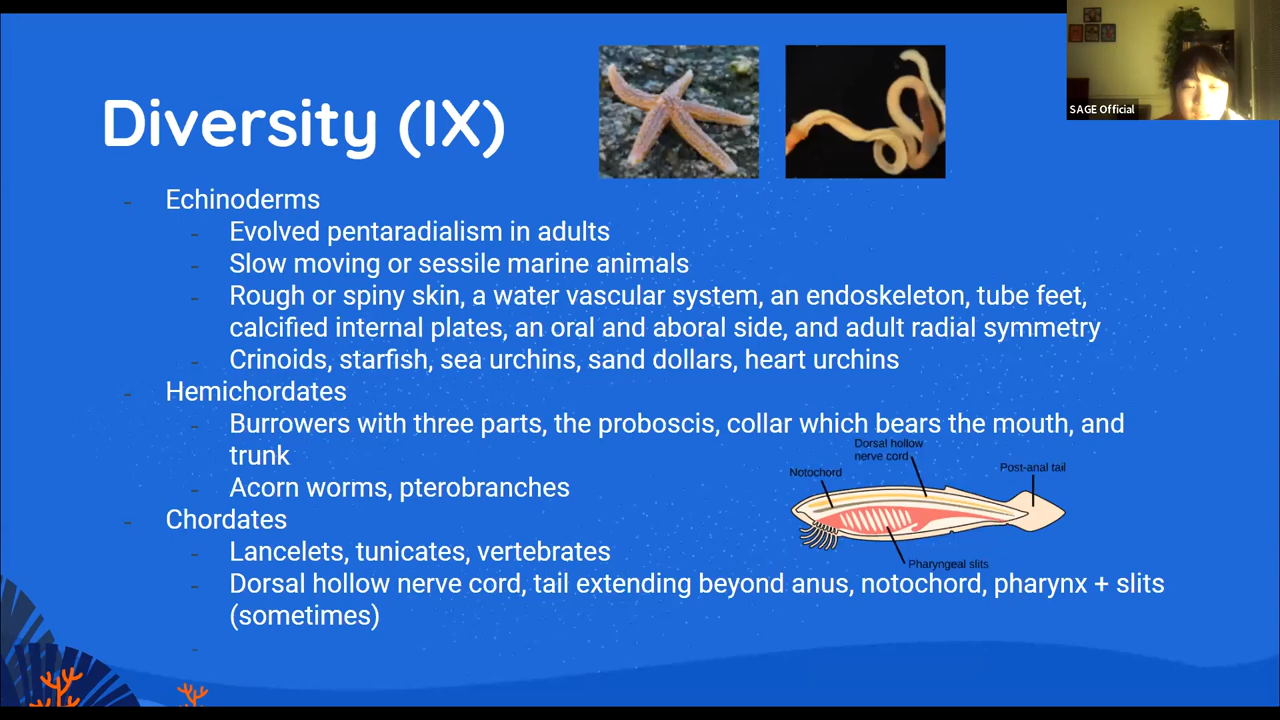 SAGE Official
Diversity (IX)
- Echinoderms
- Evolved pentaradialism in adults
- Slow moving or sessile marine animals
- Rough or spiny skin, a water vascular system, an endoskeleton, tube feet,
calcified internal plates, an oral and aboral side, and adult radial symmetry
- Crinoids, starfish, sea urchins, sand dollars, heart urchins
- Hemichordates
- Burrowers with three parts, the proboscis, collar which bears the mouth, and
trunk
- Acorn worms, pterobranches
- Chordates
- Lancelets, tunicates, vertebrates
- Dorsal hollow nerve cord, tail extending beyond anus, notochord, pharynx + slits
(sometimes)
-
Dorsal hollow
nerve cord
Notochord
Post-anal tail
Pharyngeal slits